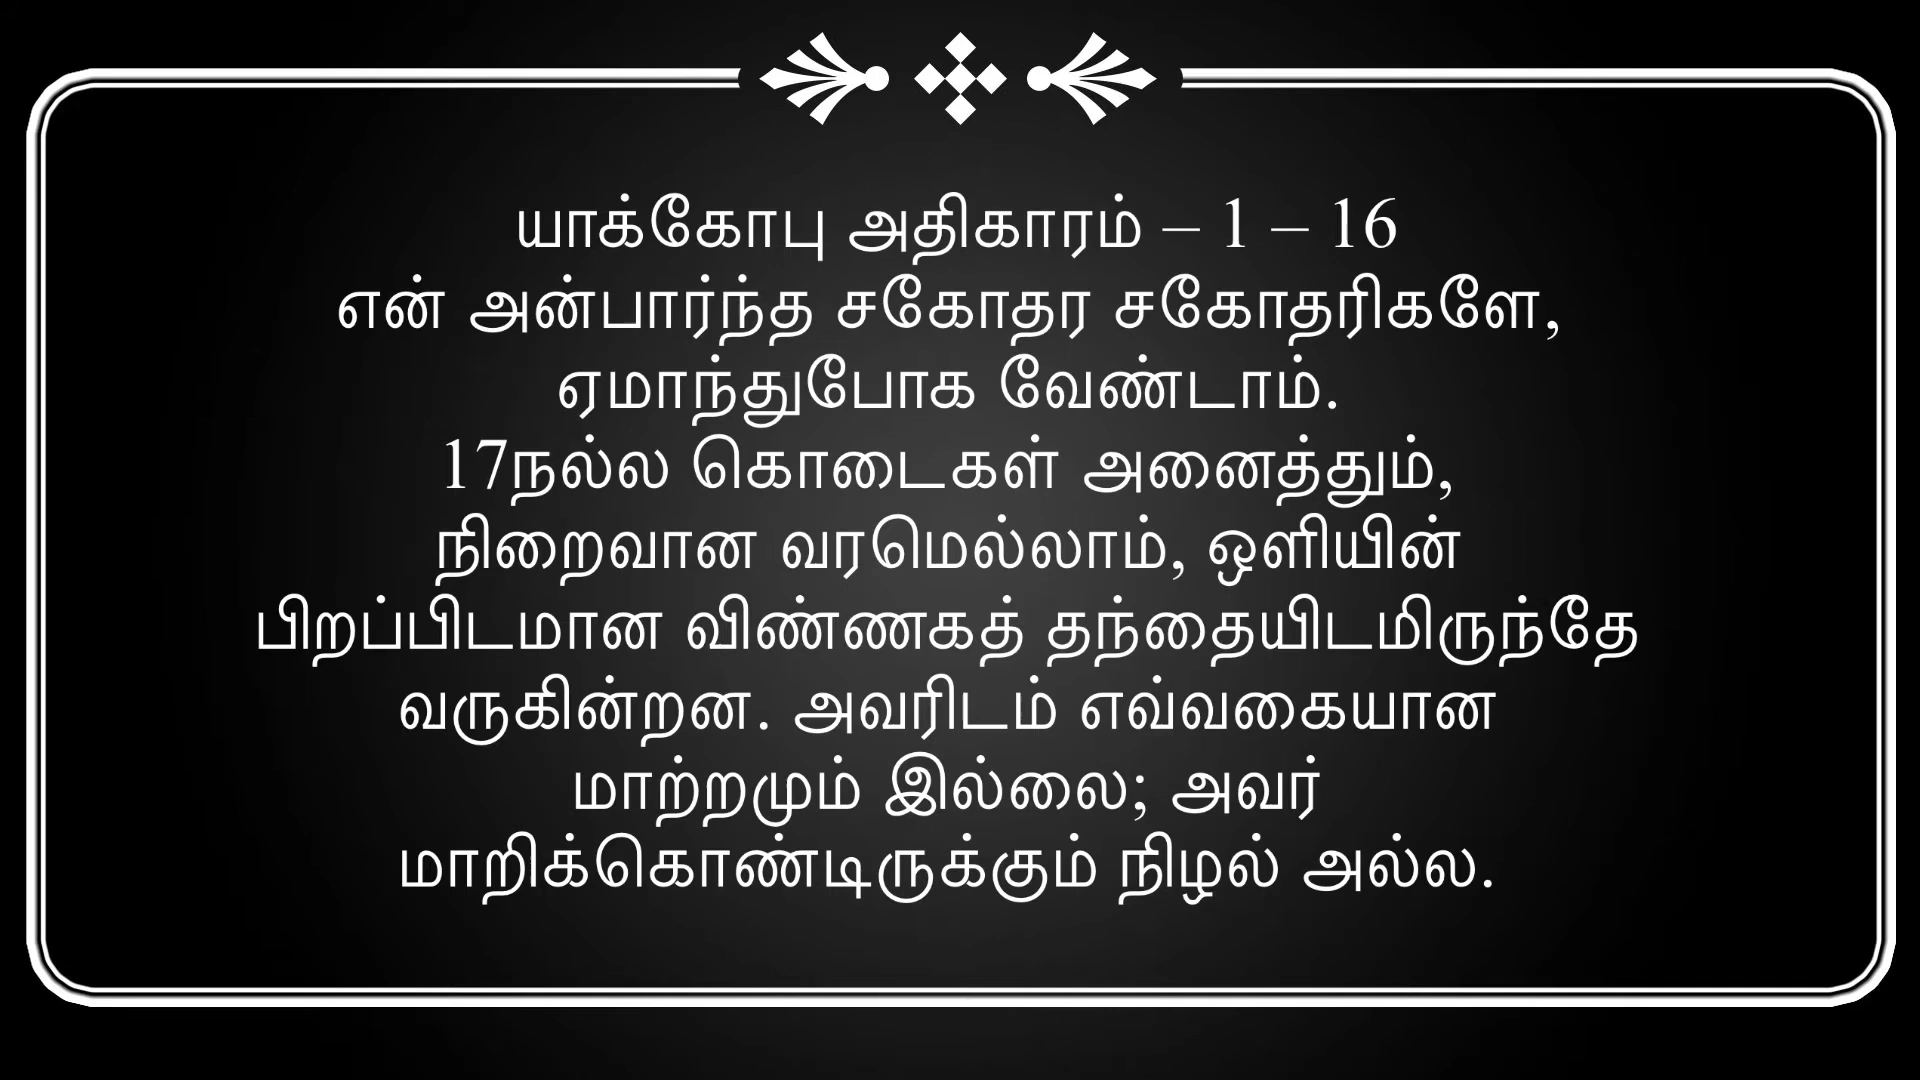 யாக்கோபு அதிகாரம் – 1 – 16
என் அன்பார்ந்த சகோதர சகோதரிகளே,
ஏமாந்துபோக வேண்டாம்.
17நல்ல கொடைகள் அனைத்தும்,
நிறைவான வரமெல்லாம், ஒளியின்
பிறப்பிடமான விண்ணகத் தந்தையிடமிருந்தே
வருகின்றன. அவரிடம் எவ்வகையான
மாற்றமும் இல்லை; அவர்
மாறிக்கொண்டிருக்கும் நிழல் அல்ல.